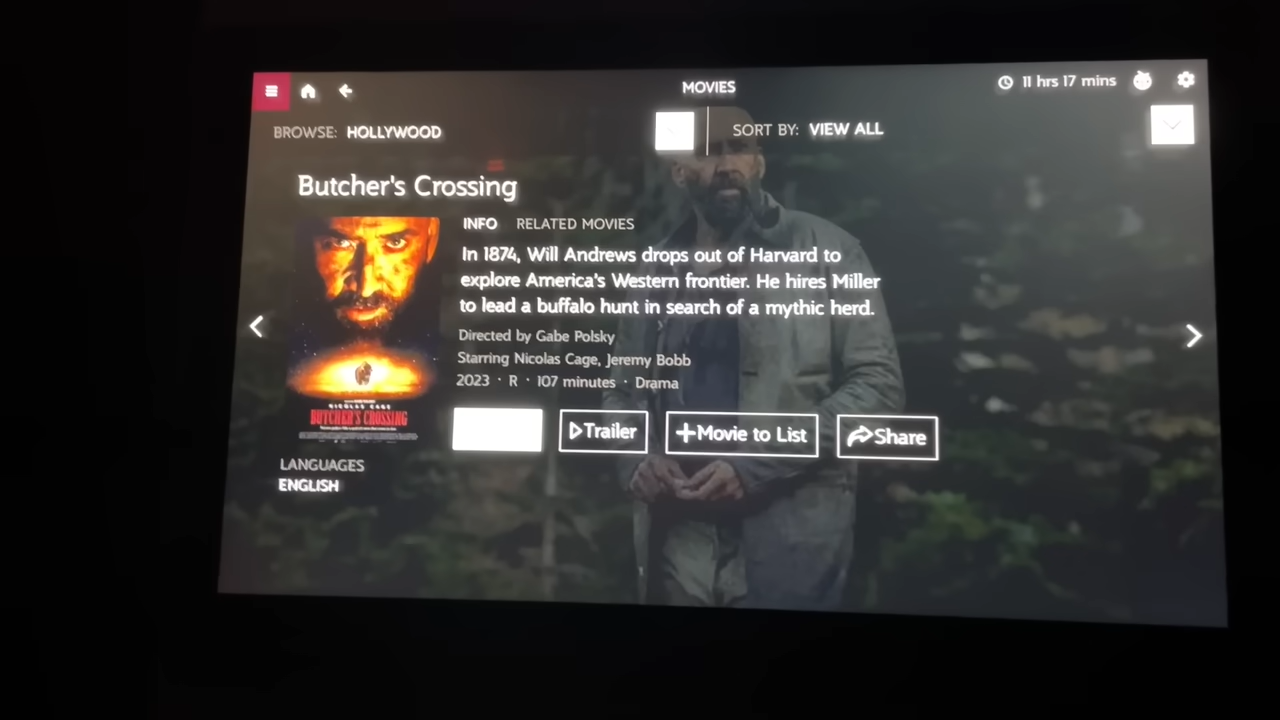 MOVIES
11 hrs 17 mins
BROWSE: HOLLYWOOD
SORT BY: VIEW ALL
Butcher's Crossing
INFO RELATED MOVIES
In 1874, Will Andrews drops out of Harvard to
explore America's Western frontier. He hires Miller
to lead a buffalo hunt in search of a mythic herd.
Directed by Gabe Polsky
Starring Nicolas Cage, Jeremy Bobb
2023 · R · 107 minutes · Drama
NICOLAS CAGE
BUTCHER'S CROSSING
Trailer
+Movie to List
Share
LANGUAGES
ENGLISH